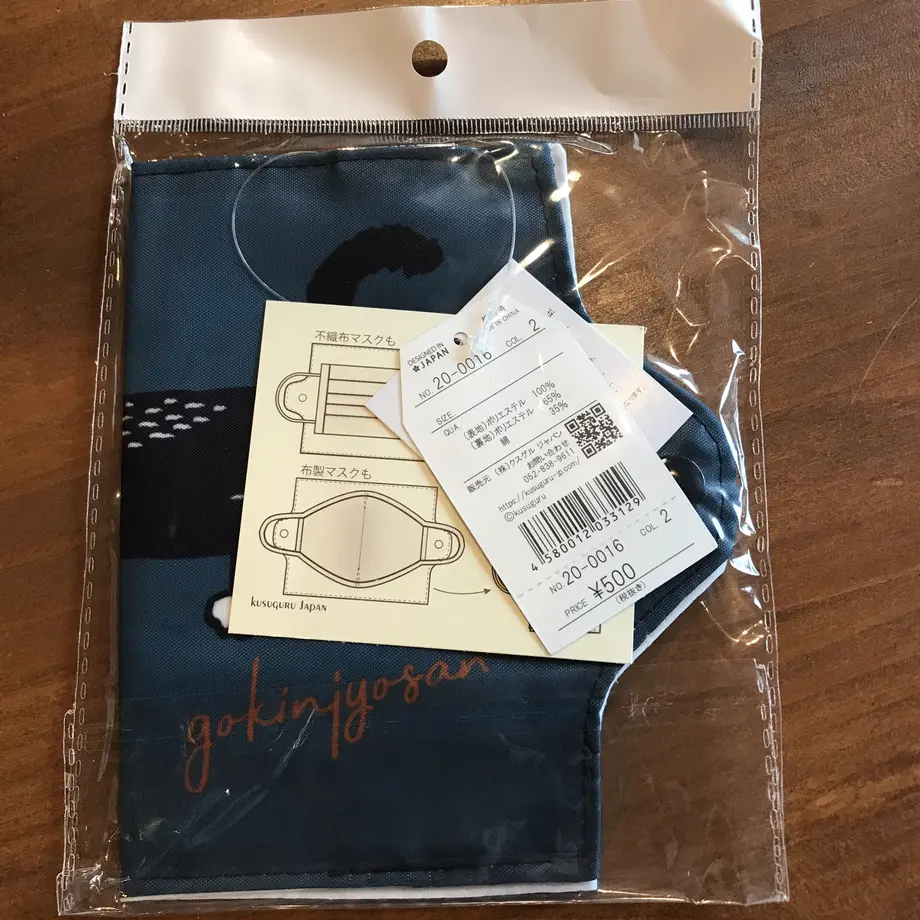 不織布マスクも
布製マスクも
kusuguru Japan
gokinjyosan
DESIGNED IN
JAPAN
MADE IN CHINA
NO. 20-0016 COL. 2
SIZE
QUA. (表地)ポリエステル 100%
(裏地)ポリエステル 65%
綿 35%
販売元 (株)クスグル ジャパン
お問い合わせ
052-838-9611
https://kusuguru-jp.com/
©kusuguru
4 580012 033129
NO. 20-0016 COL. 2
PRICE ¥500
(税抜き)